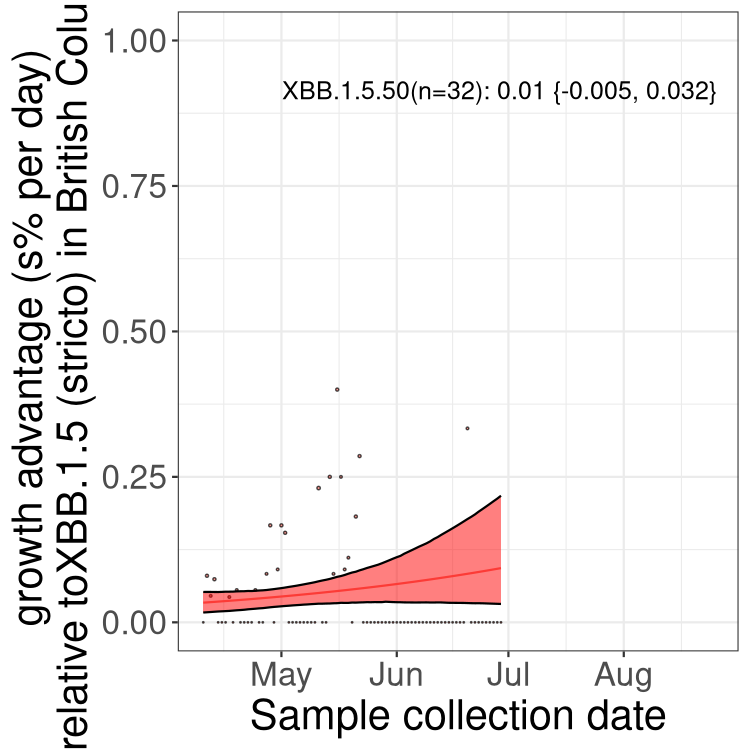 growth advantage (s% per day)
relative toXBB.1.5 (stricto) in British Colu
1.00
0.75
0.50
0.25
0.00
XBB.1.5.50(n=32): 0.01 {-0.005, 0.032}
May Jun Jul Aug
Sample collection date